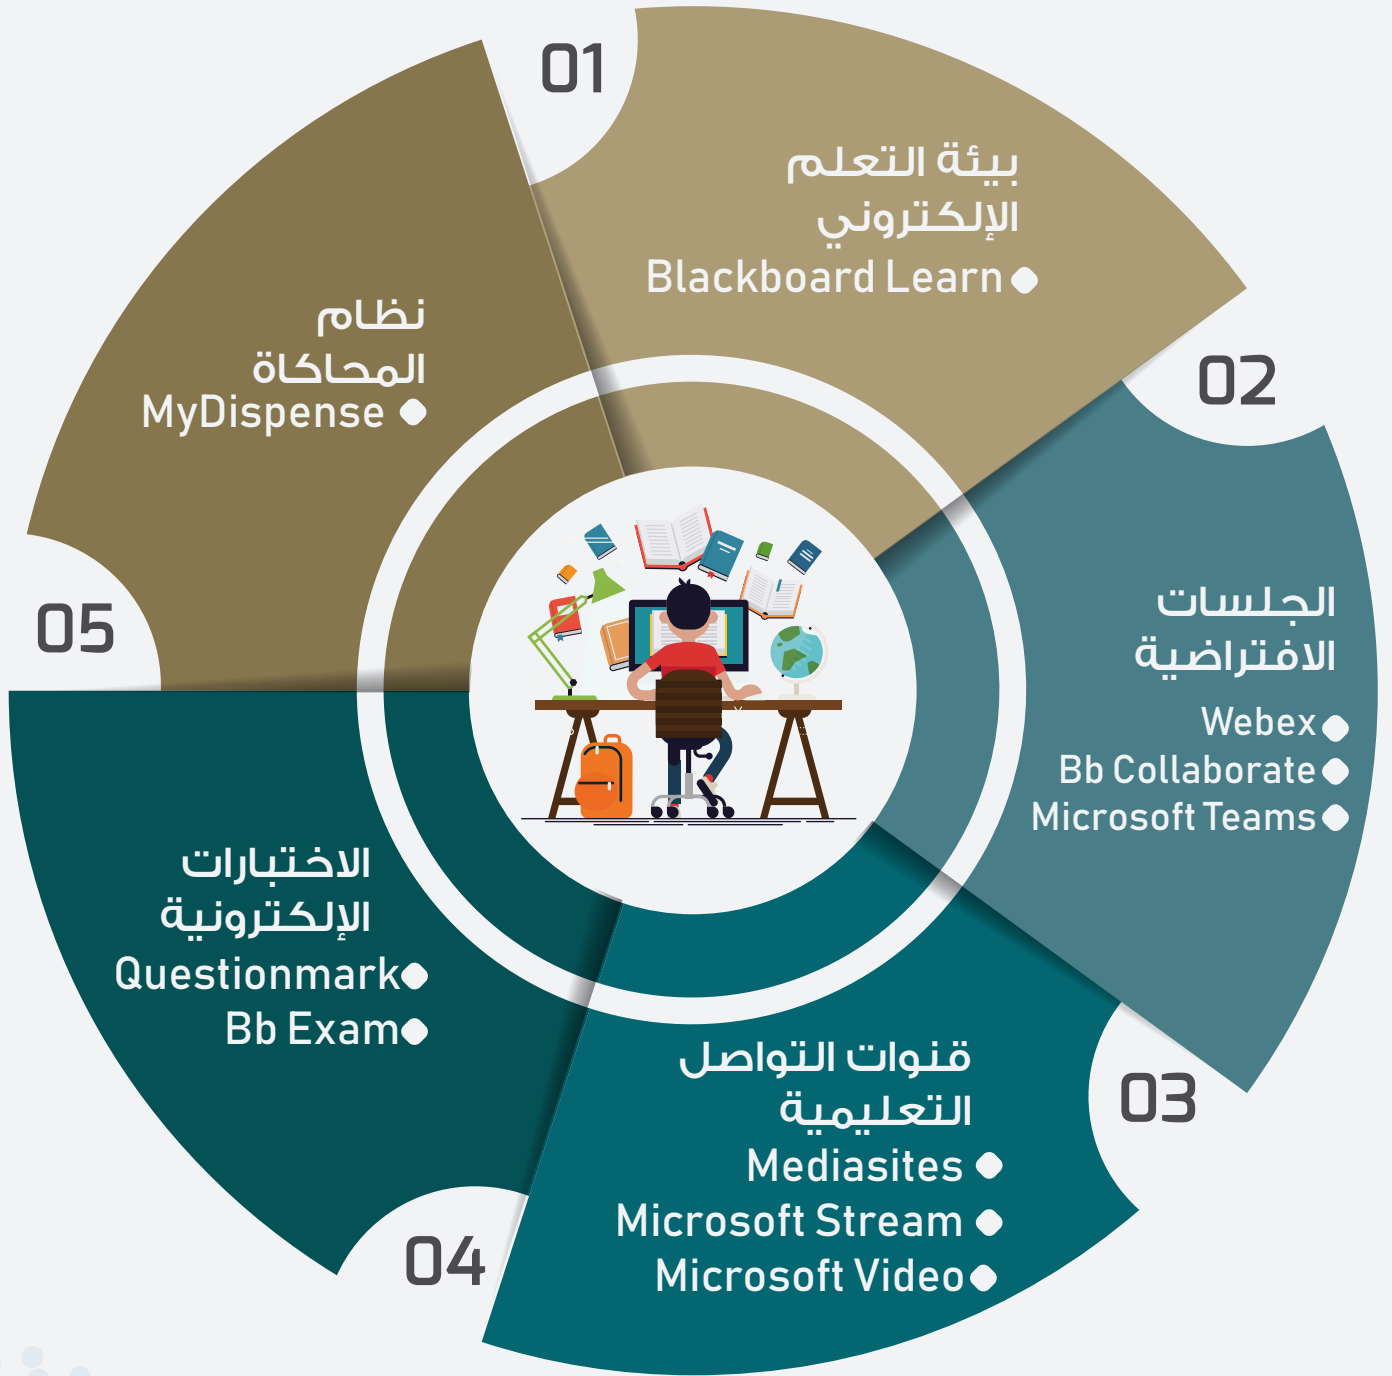 01
بيئة التعلم
الإلكتروني
Blackboard Learn
02
الجلسات
الافتراضية
Webex
Bb Collaborate
Microsoft Teams
03
قنوات التواصل
التعليمية
Mediasites
Microsoft Stream
Microsoft Video
04
الاختبارات
الإلكترونية
Questionmark
Bb Exam
05
نظام
المحاكاة
MyDispense